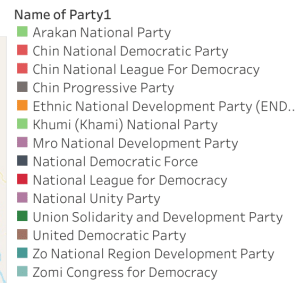 Name of Party1
Arakan National Party
Chin National Democratic Party
Chin National League For Democracy
Chin Progressive Party
Ethnic National Development Party (END..
Khumi (Khami) National Party
Mro National Development Party
National Democratic Force
National League for Democracy
National Unity Party
Union Solidarity and Development Party
United Democratic Party
Zo National Region Development Party
Zomi Congress for Democracy